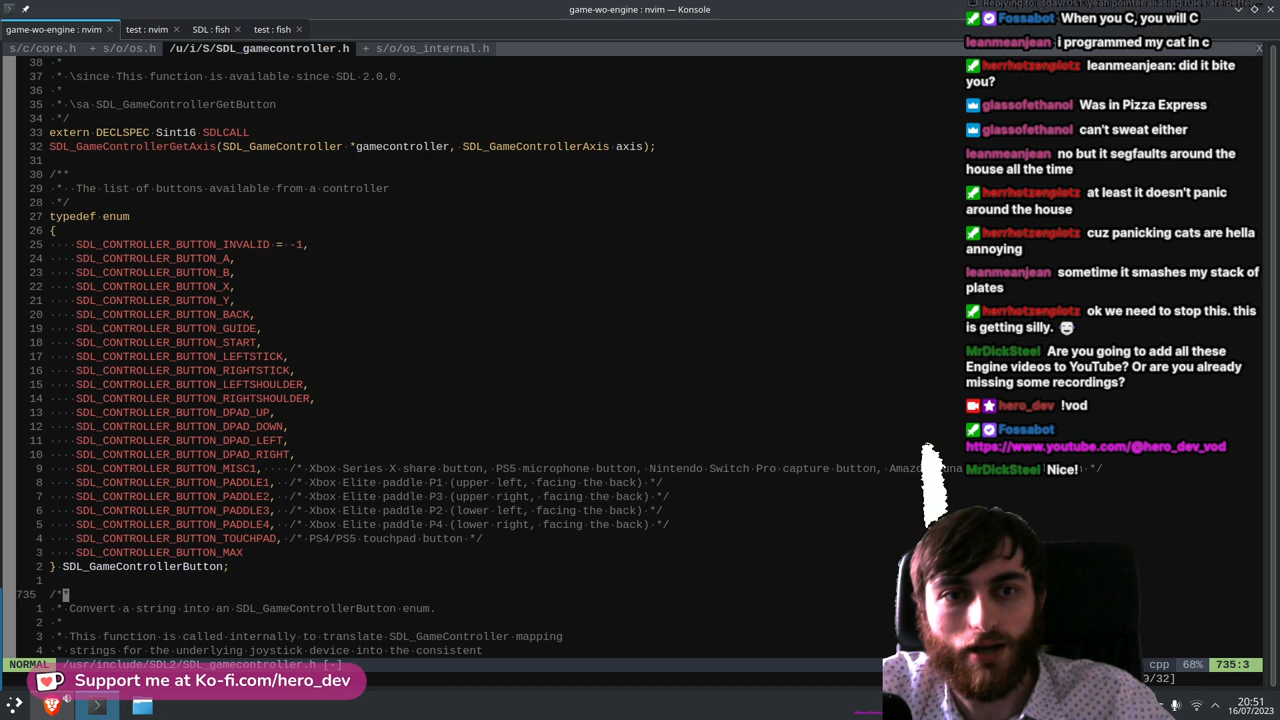 game-wo-engine : nvim — Konsole
game-wo-engine : nvim
test : nvim
SDL : fish
test : fish
s/c/core.h
+ s/o/os.h
/u/i/S/SDL_gamecontroller.h
+ s/o/os_internal.h
X
38 *
37 * \since This function is available since SDL 2.0.0.
36 *
35 * \sa SDL_GameControllerGetButton
34 */
33 extern DECLSPEC Sint16 SDLCALL
32 SDL_GameControllerGetAxis(SDL_GameController *gamecontroller, SDL_GameControllerAxis axis);
31
30 /**
29 * The list of buttons available from a controller
28 */
27 typedef enum
26 {
25 SDL_CONTROLLER_BUTTON_INVALID = -1,
24 SDL_CONTROLLER_BUTTON_A,
23 SDL_CONTROLLER_BUTTON_B,
22 SDL_CONTROLLER_BUTTON_X,
21 SDL_CONTROLLER_BUTTON_Y,
20 SDL_CONTROLLER_BUTTON_BACK,
19 SDL_CONTROLLER_BUTTON_GUIDE,
18 SDL_CONTROLLER_BUTTON_START,
17 SDL_CONTROLLER_BUTTON_LEFTSTICK,
16 SDL_CONTROLLER_BUTTON_RIGHTSTICK,
15 SDL_CONTROLLER_BUTTON_LEFTSHOULDER,
14 SDL_CONTROLLER_BUTTON_RIGHTSHOULDER,
13 SDL_CONTROLLER_BUTTON_DPAD_UP,
12 SDL_CONTROLLER_BUTTON_DPAD_DOWN,
11 SDL_CONTROLLER_BUTTON_DPAD_LEFT,
10 SDL_CONTROLLER_BUTTON_DPAD_RIGHT,
9 SDL_CONTROLLER_BUTTON_MISC1, /* Xbox Series X share button, PS5 microphone button, Nintendo Switch Pro capture button, */
8 SDL_CONTROLLER_BUTTON_PADDLE1, /* Xbox Elite paddle P1 (upper left, facing the back) */
7 SDL_CONTROLLER_BUTTON_PADDLE2, /* Xbox Elite paddle P3 (upper right, facing the back) */
6 SDL_CONTROLLER_BUTTON_PADDLE3, /* Xbox Elite paddle P2 (lower left, facing the back) */
5 SDL_CONTROLLER_BUTTON_PADDLE4, /* Xbox Elite paddle P4 (lower right, facing the back) */
4 SDL_CONTROLLER_BUTTON_TOUCHPAD, /* PS4/PS5 touchpad button */
3 SDL_CONTROLLER_BUTTON_MAX
2 } SDL_GameControllerButton;
1
735 /**
1 * Convert a string into an SDL_GameControllerButton enum.
2 *
3 * This function is called internally to translate SDL_GameController mapping
4 * strings for the underlying joystick device into the consistent
NORMAL /usr/include/SDL2/SDL_gamecontroller.h [-]
cpp 68% 735:3
/32]
Support me at Ko-fi.com/hero_dev
20:51
16/07/2023
Fossabot When you C, you will C
leanmeanjean i programmed my cat in c
herrhotzenplotz leanmeanjean: did it bite
you?
glassofethanol Was in Pizza Express
glassofethanol can't sweat either
leanmeanjean no but it segfaults around the
house all the time
herrhotzenplotz at least it doesn't panic
around the house
herrhotzenplotz cuz panicking cats are hella
annoying
leanmeanjean sometime it smashes my stack of
plates
herrhotzenplotz ok we need to stop this. this
is getting silly.
MrDickSteel Are you going to add all these
Engine videos to YouTube? Or are you already
missing some recordings?
hero_dev !vod
Fossabot
https://www.youtube.com/@hero_dev_vod
MrDickSteel Nice!